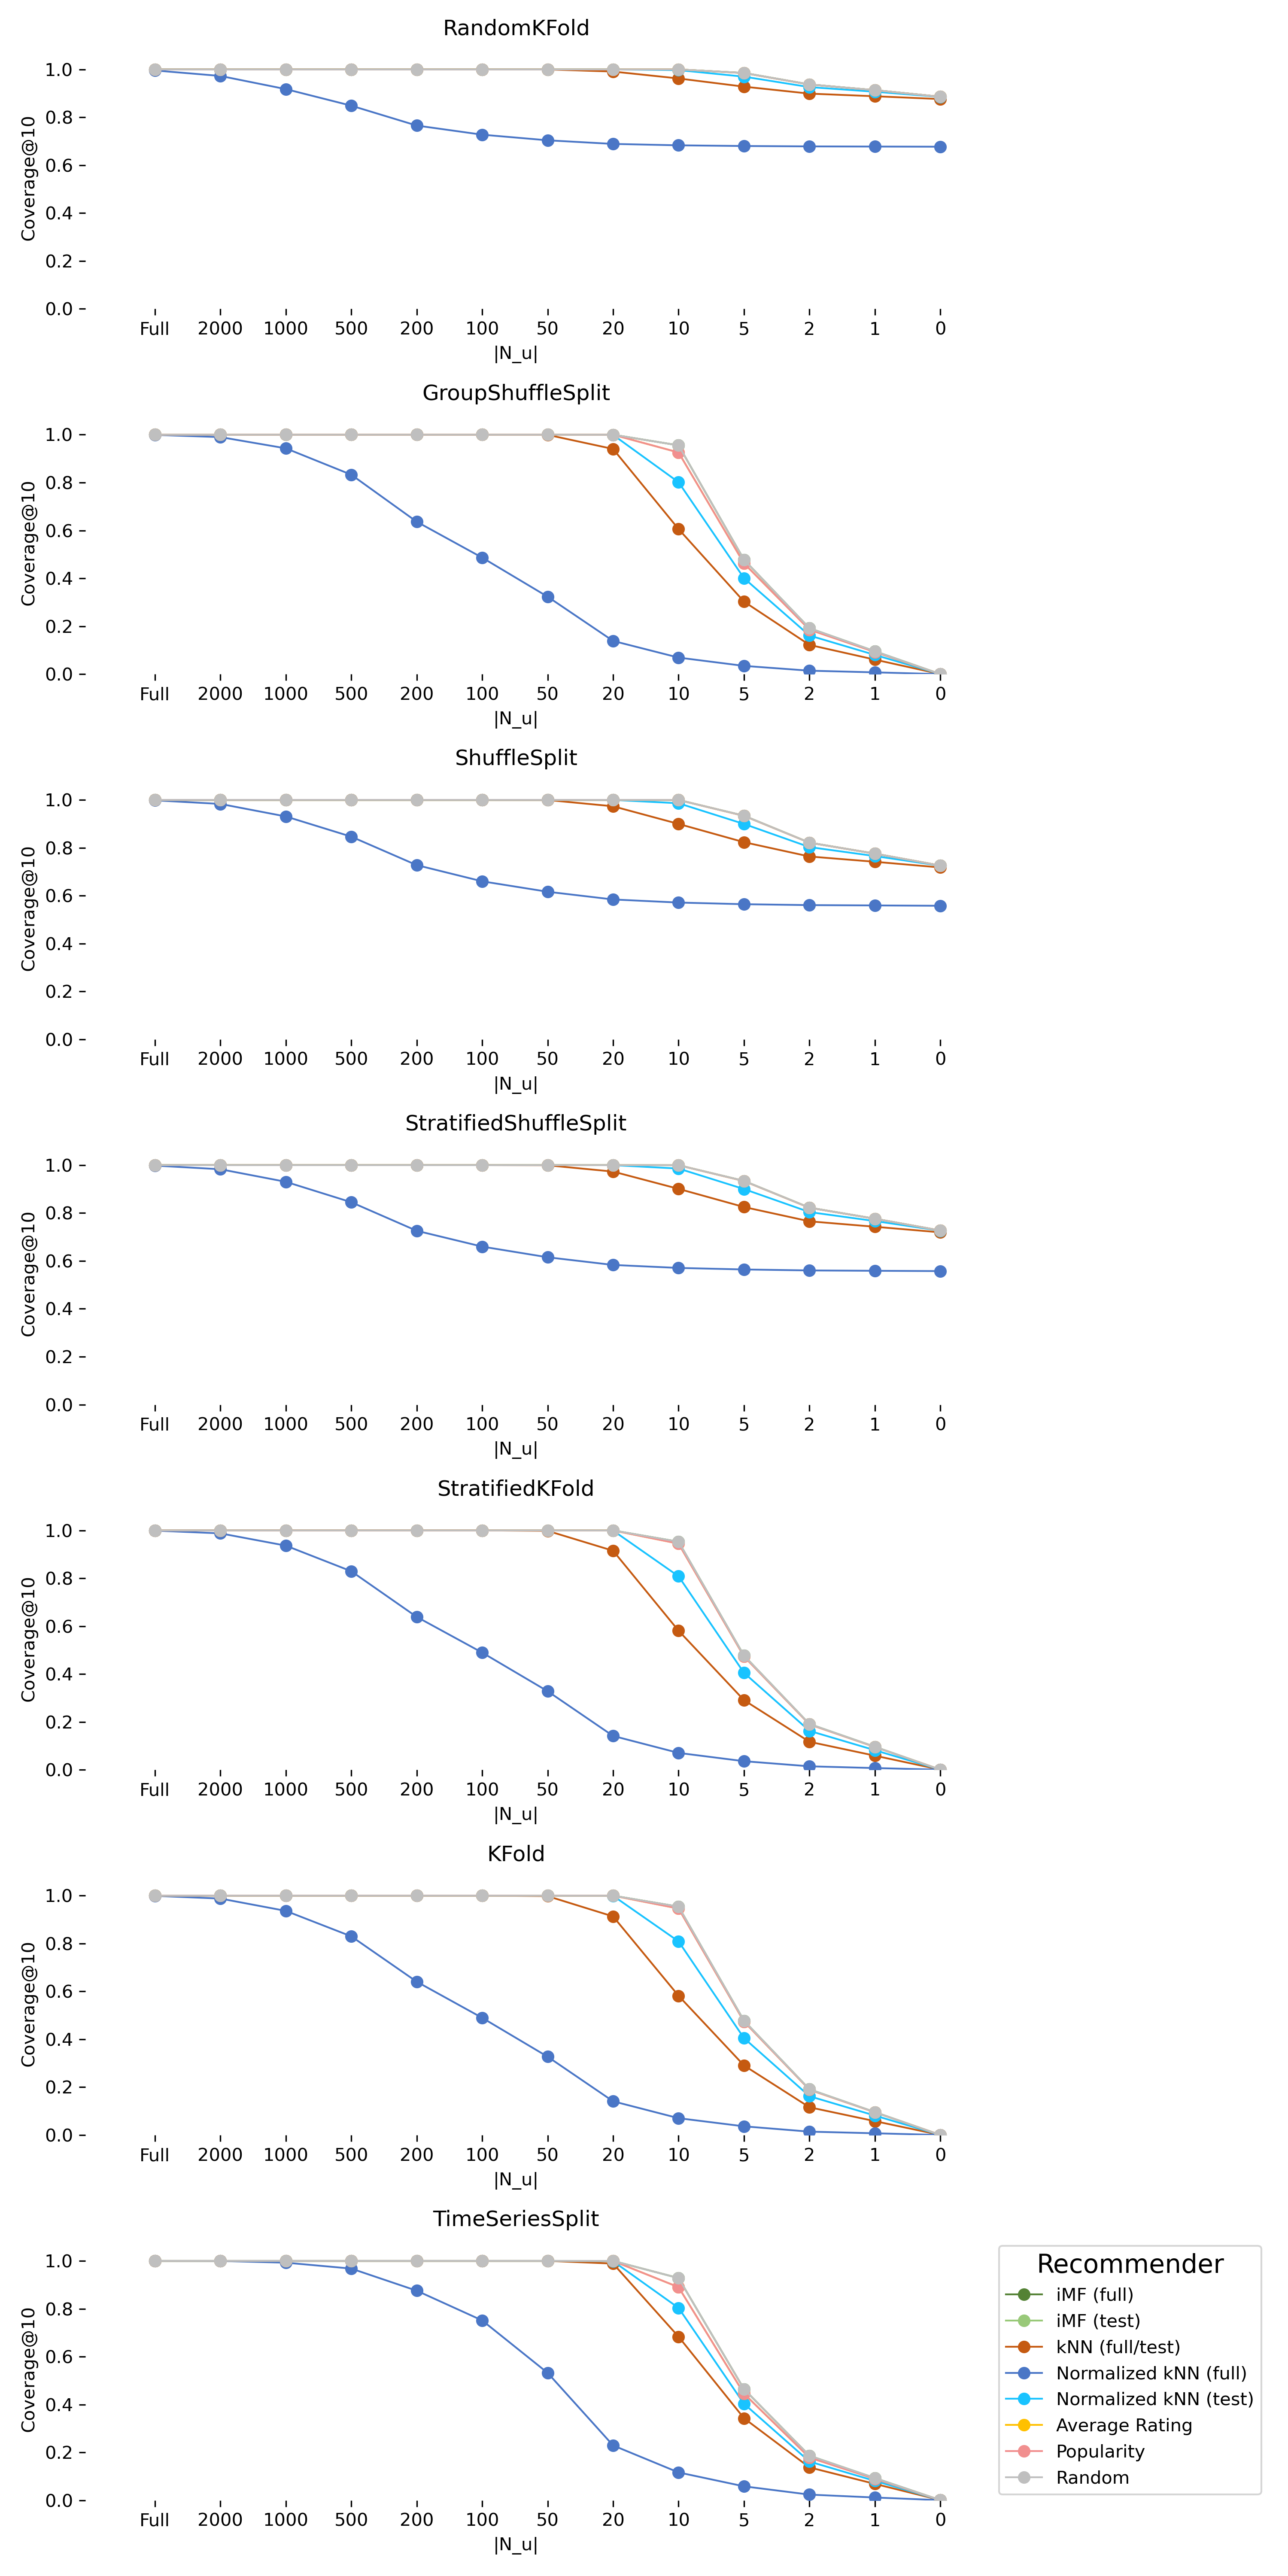 RandomKFold
1.0
0.8
0.6
0.4
0.2
0.0
Coverage@10
Full 2000 1000 500 200 100 50 20 10 5 2 1 0
|N_u|
GroupShuffleSplit
1.0
0.8
0.6
0.4
0.2
0.0
Coverage@10
Full 2000 1000 500 200 100 50 20 10 5 2 1 0
|N_u|
ShuffleSplit
1.0
0.8
0.6
0.4
0.2
0.0
Coverage@10
Full 2000 1000 500 200 100 50 20 10 5 2 1 0
|N_u|
StratifiedShuffleSplit
1.0
0.8
0.6
0.4
0.2
0.0
Coverage@10
Full 2000 1000 500 200 100 50 20 10 5 2 1 0
|N_u|
StratifiedKFold
1.0
0.8
0.6
0.4
0.2
0.0
Coverage@10
Full 2000 1000 500 200 100 50 20 10 5 2 1 0
|N_u|
KFold
1.0
0.8
0.6
0.4
0.2
0.0
Coverage@10
Full 2000 1000 500 200 100 50 20 10 5 2 1 0
|N_u|
TimeSeriesSplit
1.0
0.8
0.6
0.4
0.2
0.0
Coverage@10
Full 2000 1000 500 200 100 50 20 10 5 2 1 0
|N_u|
Recommender
iMF (full)
iMF (test)
kNN (full/test)
Normalized kNN (full)
Normalized kNN (test)
Average Rating
Popularity
Random